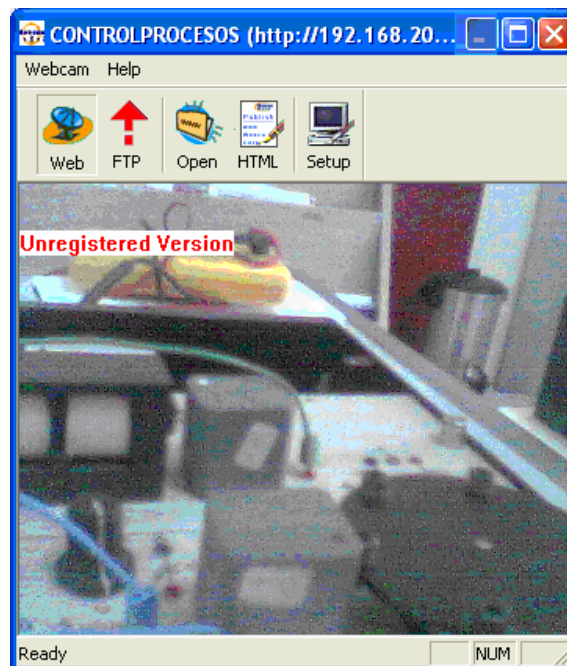 CONTROLPROCESOS (http://192.168.20...
Webcam Help
Web FTP Open HTML Setup
Unregistered Version
Ready NUM